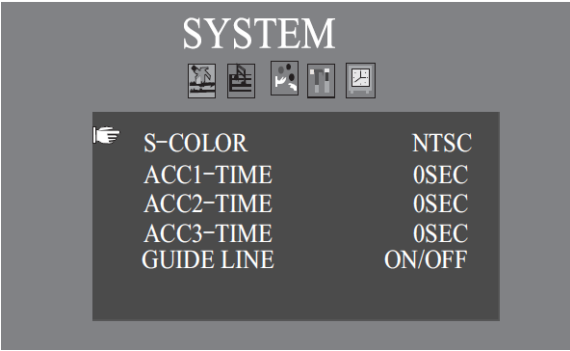 SYSTEM
S-COLOR NTSC
ACC1-TIME 0SEC
ACC2-TIME 0SEC
ACC3-TIME 0SEC
GUIDE LINE ON/OFF